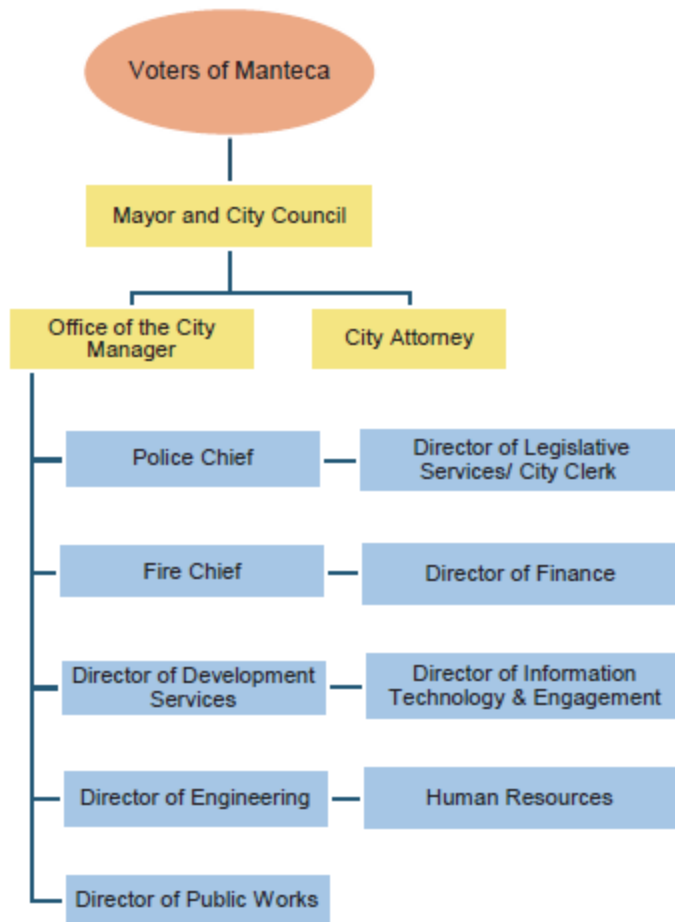 Voters of Manteca
Mayor and City Council
Office of the City
Manager
City Attorney
Police Chief
Director of Legislative
Services/ City Clerk
Fire Chief
Director of Finance
Director of Development
Services
Director of Information
Technology & Engagement
Director of Engineering
Human Resources
Director of Public Works